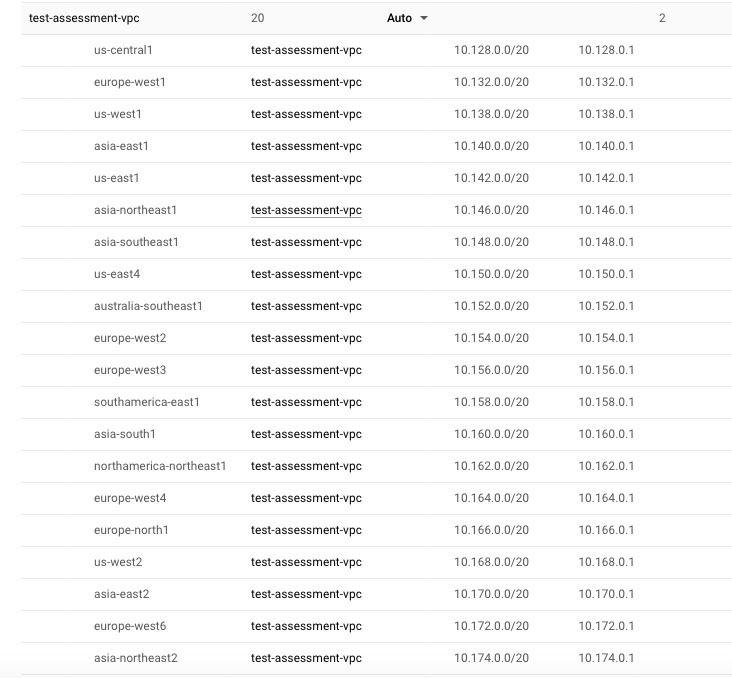 test-assessment-vpc 20 Auto 2
us-central1 test-assessment-vpc 10.128.0.0/20 10.128.0.1
europe-west1 test-assessment-vpc 10.132.0.0/20 10.132.0.1
us-west1 test-assessment-vpc 10.138.0.0/20 10.138.0.1
asia-east1 test-assessment-vpc 10.140.0.0/20 10.140.0.1
us-east1 test-assessment-vpc 10.142.0.0/20 10.142.0.1
asia-northeast1 test-assessment-vpc 10.146.0.0/20 10.146.0.1
asia-southeast1 test-assessment-vpc 10.148.0.0/20 10.148.0.1
us-east4 test-assessment-vpc 10.150.0.0/20 10.150.0.1
australia-southeast1 test-assessment-vpc 10.152.0.0/20 10.152.0.1
europe-west2 test-assessment-vpc 10.154.0.0/20 10.154.0.1
europe-west3 test-assessment-vpc 10.156.0.0/20 10.156.0.1
southamerica-east1 test-assessment-vpc 10.158.0.0/20 10.158.0.1
asia-south1 test-assessment-vpc 10.160.0.0/20 10.160.0.1
northamerica-northeast1 test-assessment-vpc 10.162.0.0/20 10.162.0.1
europe-west4 test-assessment-vpc 10.164.0.0/20 10.164.0.1
europe-north1 test-assessment-vpc 10.166.0.0/20 10.166.0.1
us-west2 test-assessment-vpc 10.168.0.0/20 10.168.0.1
asia-east2 test-assessment-vpc 10.170.0.0/20 10.170.0.1
europe-west6 test-assessment-vpc 10.172.0.0/20 10.172.0.1
asia-northeast2 test-assessment-vpc 10.174.0.0/20 10.174.0.1